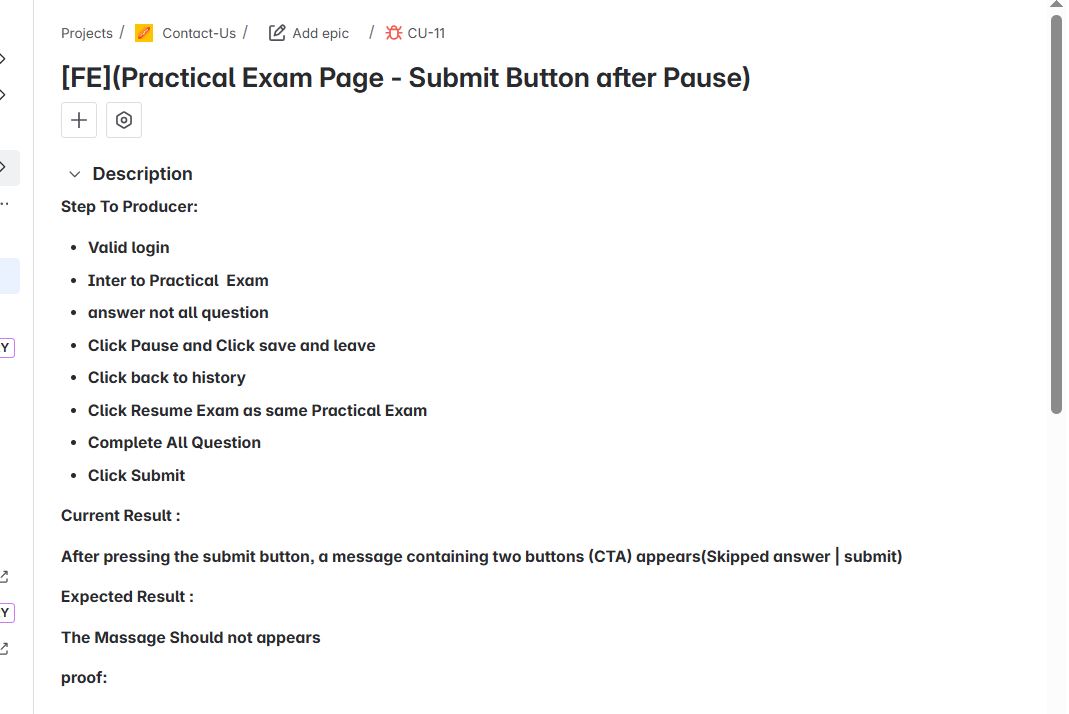 Projects / Contact-Us / Add epic / CU-11
[FE](Practical Exam Page - Submit Button after Pause)
Description
Step To Producer:
• Valid login
• Inter to Practical  Exam
• answer not all question
• Click Pause and Click save and leave
• Click back to history
• Click Resume Exam as same Practical Exam
• Complete All Question
• Click Submit
Y
Current Result :
After pressing the submit button, a message containing two buttons (CTA) appears(Skipped answer | submit)
Expected Result :
Y
The Massage Should not appears
proof: